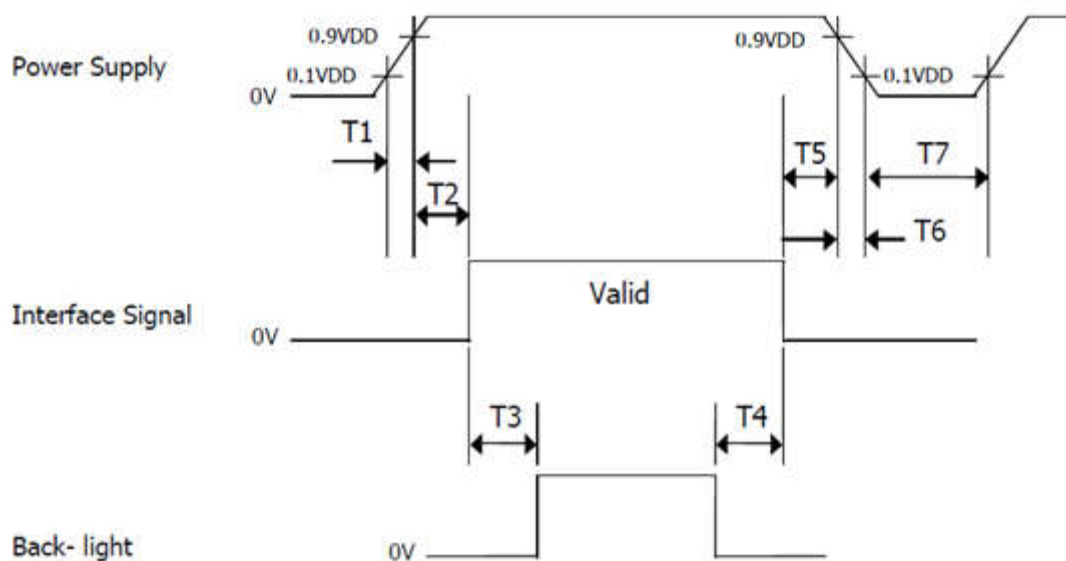 0.9VDD
0.9VDD
Power Supply
0.1VDD
0.1VDD
0V
T1
T5
T7
T2
T6
Valid
Interface Signal
0V
T3
T4
Back- light
0V